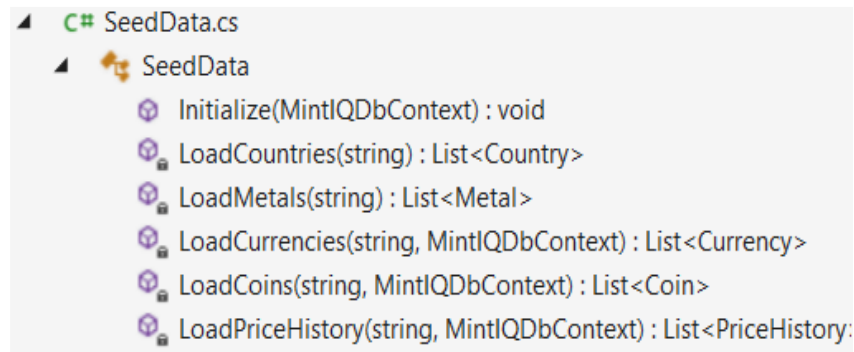 C# SeedData.cs
SeedData
Initialize(MintIQDbContext) : void
LoadCountries(string) : List<Country>
LoadMetals(string) : List<Metal>
LoadCurrencies(string, MintIQDbContext) : List<Currency>
LoadCoins(string, MintIQDbContext) : List<Coin>
LoadPriceHistory(string, MintIQDbContext) : List<PriceHistory>